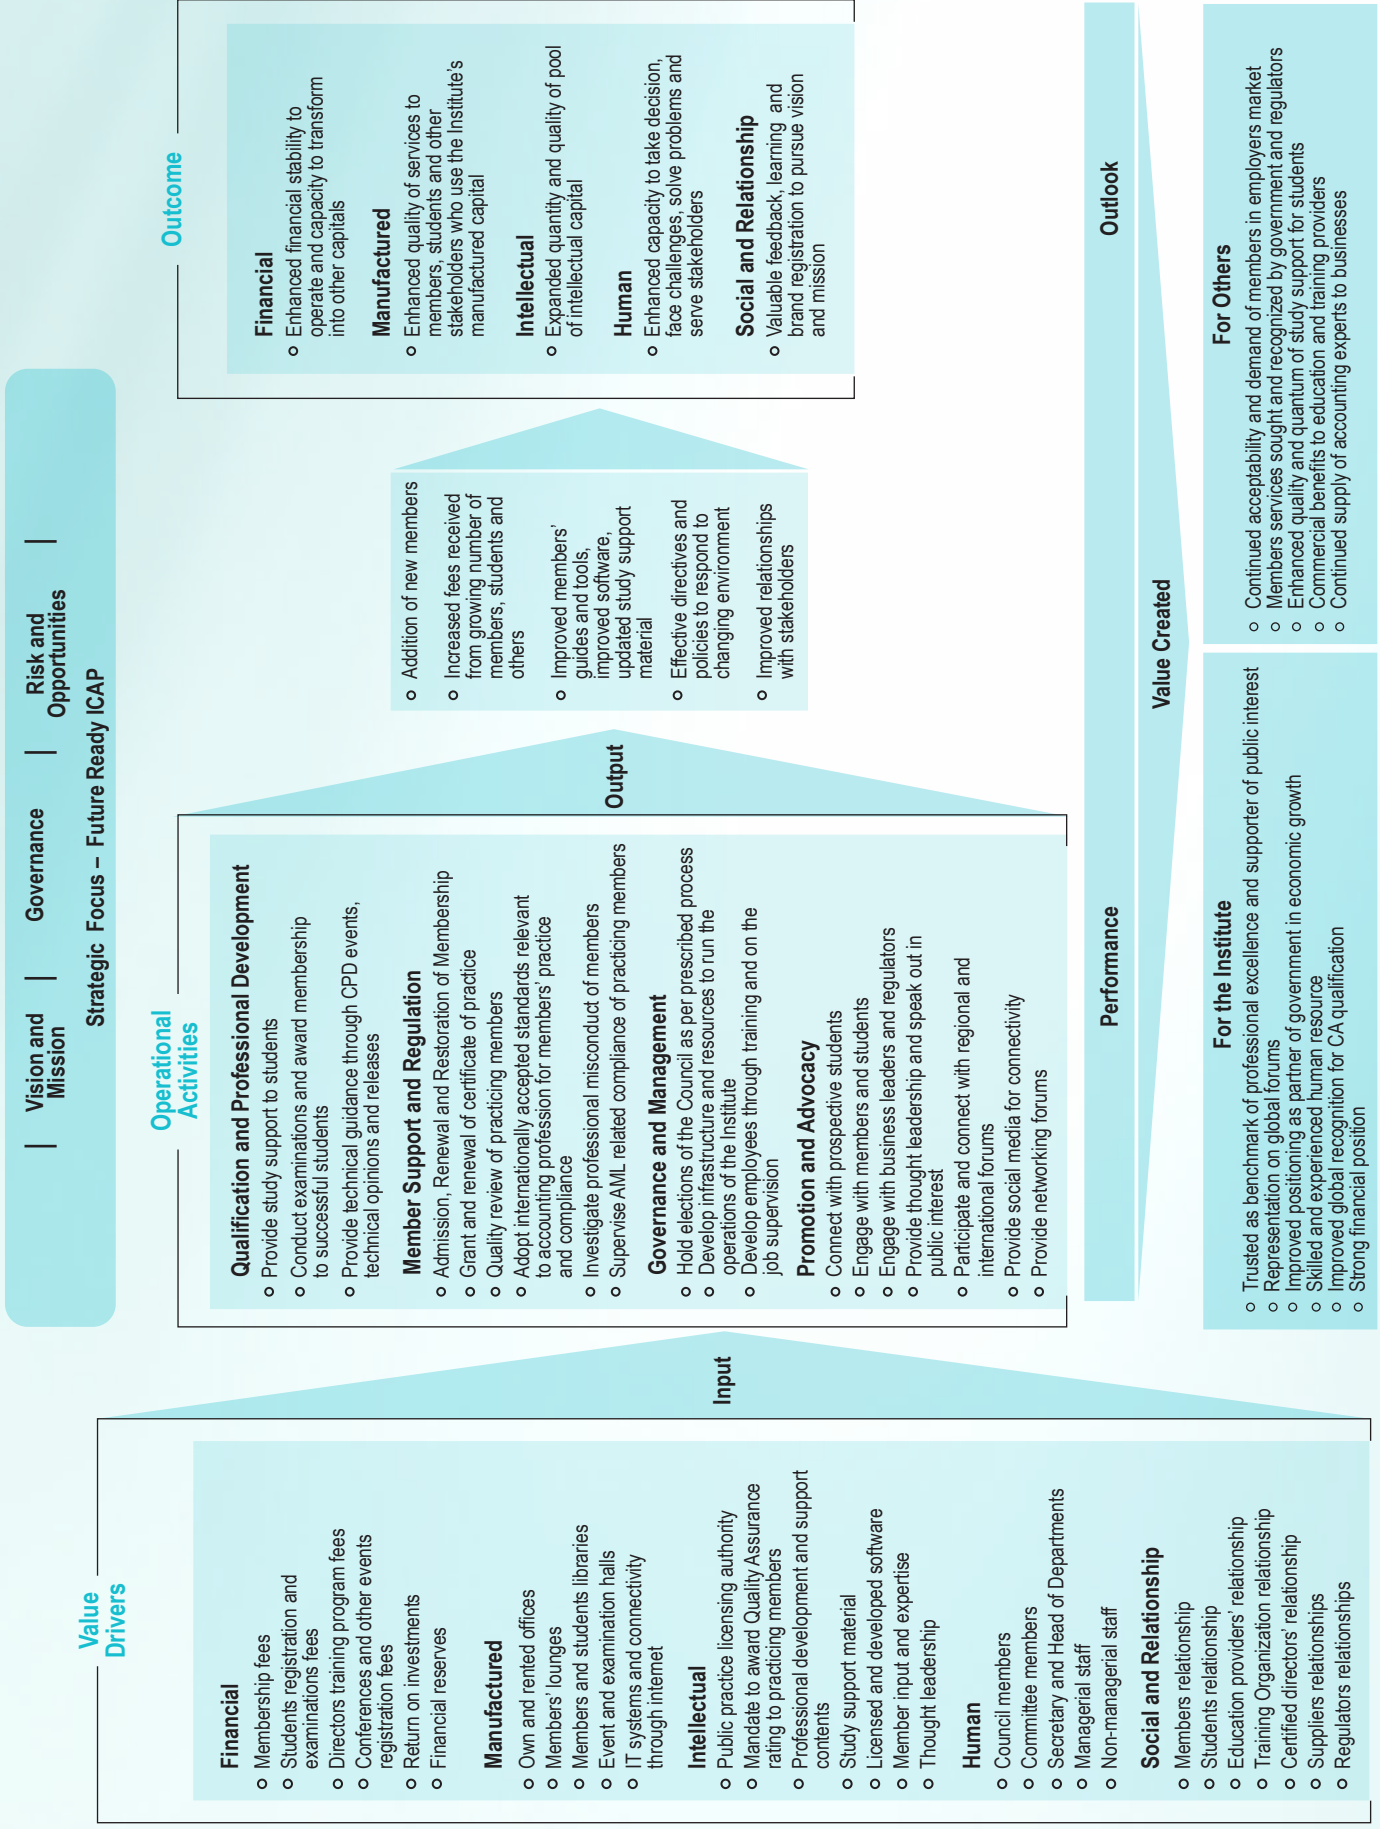 Vision and
Mission
Governance
Risk and
Opportunities
Strategic Focus – Future Ready ICAP
Value
Drivers
Financial
○ Membership fees
○ Students registration and
examinations fees
○ Directors training program fees
○ Conferences and other events
registration fees
○ Return on investments
○ Financial reserves
Manufactured
○ Own and rented offices
○ Members' lounges
○ Members and students libraries
○ Event and examination halls
○ IT systems and connectivity
through internet
Intellectual
○ Public practice licensing authority
○ Mandate to award Quality Assurance
rating to practicing members
○ Professional development and support
contents
○ Study support material
○ Licensed and developed software
○ Member input and expertise
○ Thought leadership
Human
○ Council members
○ Committee members
○ Secretary and Head of Departments
○ Managerial staff
○ Non-managerial staff
Social and Relationship
○ Members relationship
○ Students relationship
○ Education providers' relationship
○ Training Organization relationship
○ Certified directors' relationship
○ Suppliers relationships
○ Regulators relationships
Input
Operational
Activities
Qualification and Professional Development
○ Provide study support to students
○ Conduct examinations and award membership
to successful students
○ Provide technical guidance through CPD events,
technical opinions and releases
Member Support and Regulation
○ Admission, Renewal and Restoration of Membership
○ Grant and renewal of certificate of practice
○ Quality review of practicing members
○ Adopt internationally accepted standards relevant
to accounting profession for members' practice
and compliance
○ Investigate professional misconduct of members
○ Supervise AML related compliance of practicing members
Governance and Management
○ Hold elections of the Council as per prescribed process
○ Develop infrastructure and resources to run the
operations of the Institute
○ Develop employees through training and on the
job supervision
Promotion and Advocacy
○ Connect with prospective students
○ Engage with members and students
○ Engage with business leaders and regulators
○ Provide thought leadership and speak out in
public interest
○ Participate and connect with regional and
international forums
○ Provide social media for connectivity
○ Provide networking forums
Output
○ Addition of new members
○ Increased fees received
from growing number of
members, students and
others
○ Improved members'
guides and tools,
improved software,
updated study support
material
○ Effective directives and
policies to respond to
changing environment
○ Improved relationships
with stakeholders
Outcome
Financial
○ Enhanced financial stability to
operate and capacity to transform
into other capitals
Manufactured
○ Enhanced quality of services to
members, students and other
stakeholders who use the Institute's
manufactured capital
Intellectual
○ Expanded quantity and quality of pool
of intellectual capital
Human
○ Enhanced capacity to take decision,
face challenges, solve problems and
serve stakeholders
Social and Relationship
○ Valuable feedback, learning and
brand registration to pursue vision
and mission
Performance
Outlook
Value Created
For the Institute
○ Trusted as benchmark of professional excellence and supporter of public interest
○ Representation on global forums
○ Improved positioning as partner of government in economic growth
○ Skilled and experienced human resource
○ Improved global recognition for CA qualification
○ Strong financial position
For Others
○ Continued acceptability and demand of members in employers market
○ Members services sought and recognized by government and regulators
○ Enhanced quality and quantum of study support for students
○ Commercial benefits to education and training providers
○ Continued supply of accounting experts to businesses